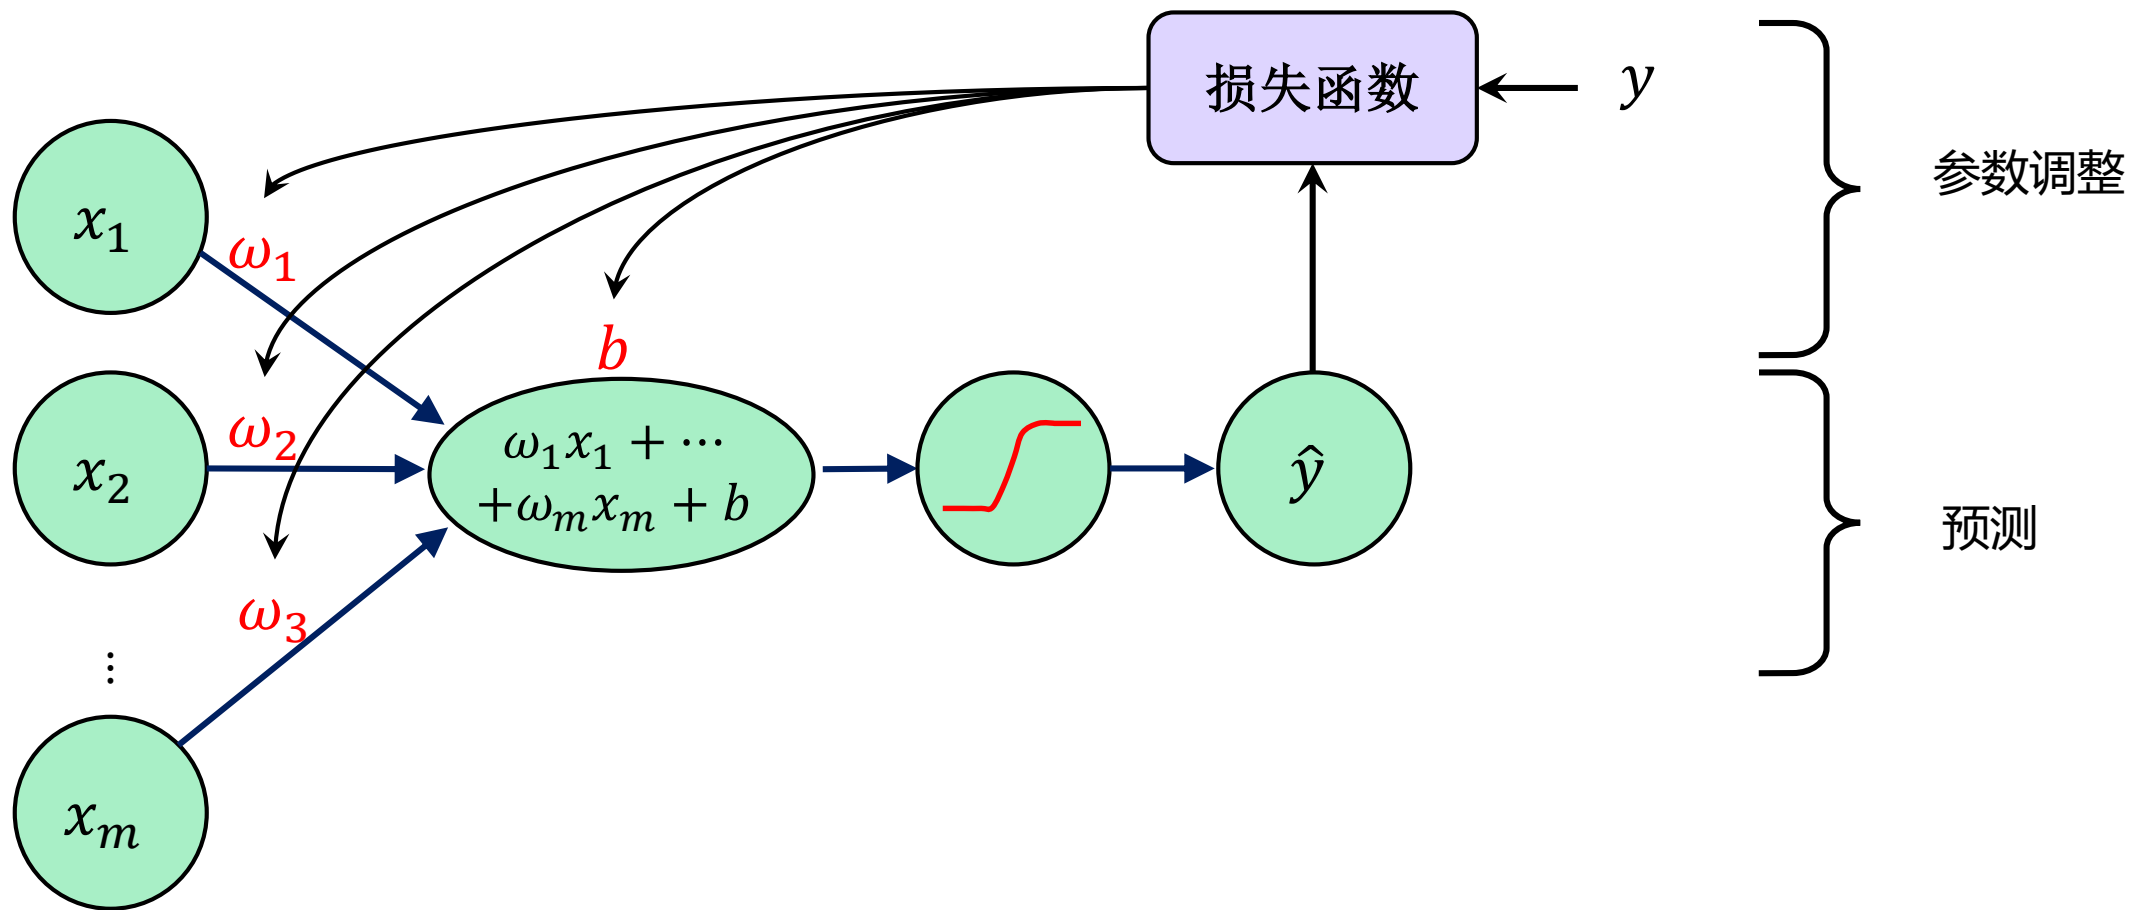 损失函数
y
参数调整
x₁
ω₁
b
x₂
ω₂
ω₁x₁ + ⋯
+ωₘxₘ + b
ŷ
预测
ω₃
⋮
xₘ